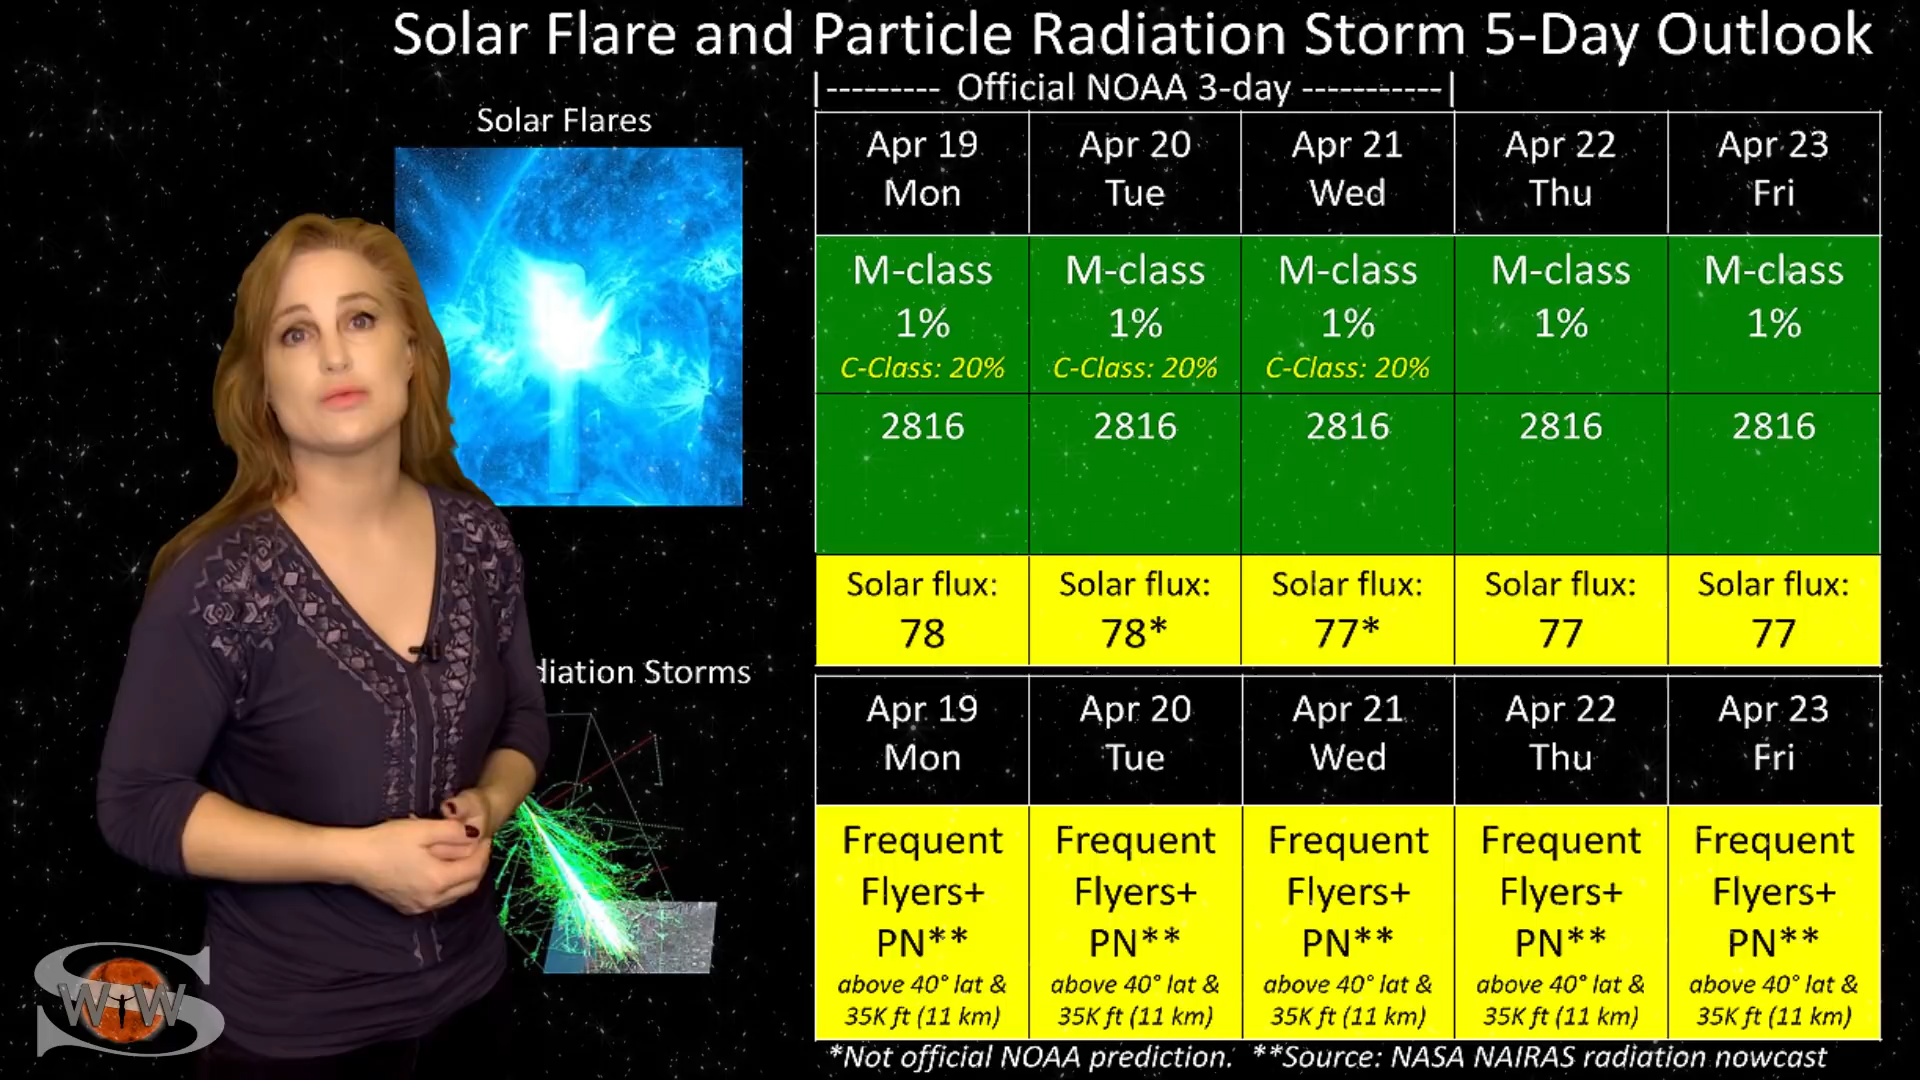 Solar Flare and Particle Radiation Storm 5-Day Outlook
|--------- Official NOAA 3-day -----------|
Solar Flares
Apr 19 Apr 20 Apr 21 Apr 22 Apr 23
Mon Tue Wed Thu Fri
M-class M-class M-class M-class M-class
1% 1% 1% 1% 1%
C-Class: 20% C-Class: 20% C-Class: 20%
2816 2816 2816 2816 2816
Solar flux: Solar flux: Solar flux: Solar flux: Solar flux:
78 78* 77* 77 77
diation Storms
Apr 19 Apr 20 Apr 21 Apr 22 Apr 23
Mon Tue Wed Thu Fri
Frequent Frequent Frequent Frequent Frequent
Flyers+ Flyers+ Flyers+ Flyers+ Flyers+
PN** PN** PN** PN** PN**
above 40° lat & above 40° lat & above 40° lat & above 40° lat & above 40° lat &
35K ft (11 km) 35K ft (11 km) 35K ft (11 km) 35K ft (11 km) 35K ft (11 km)
*Not official NOAA prediction. **Source: NASA NAIRAS radiation nowcast
S
WTW